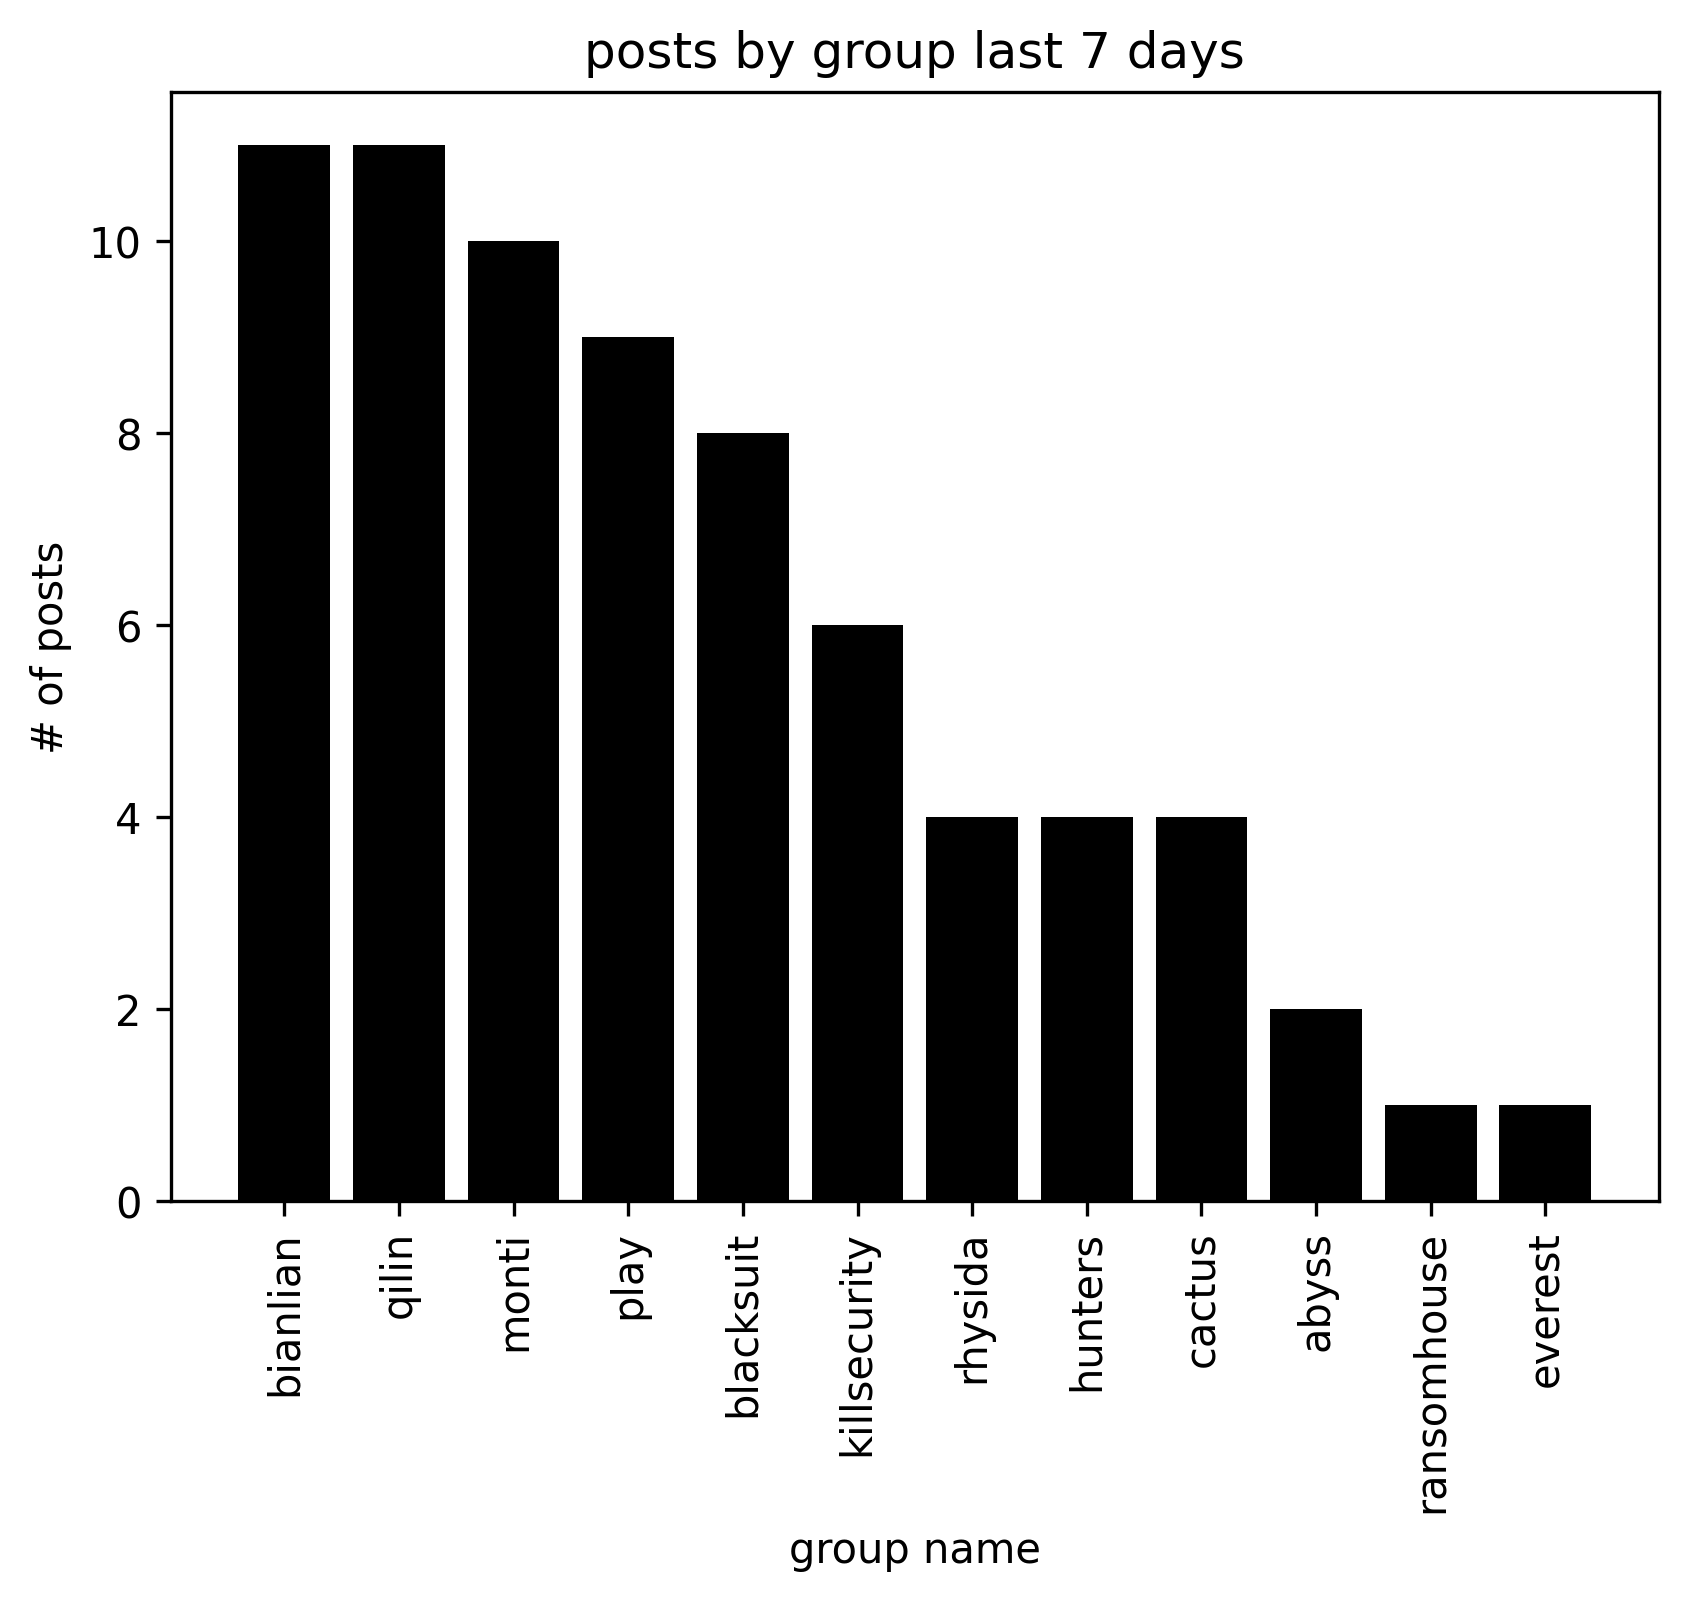 posts by group last 7 days
# of posts
10
8
6
4
2
0
bianlian
qilin
monti
play
blacksuit
killsecurity
rhysida
hunters
cactus
abyss
ransomhouse
everest
group name